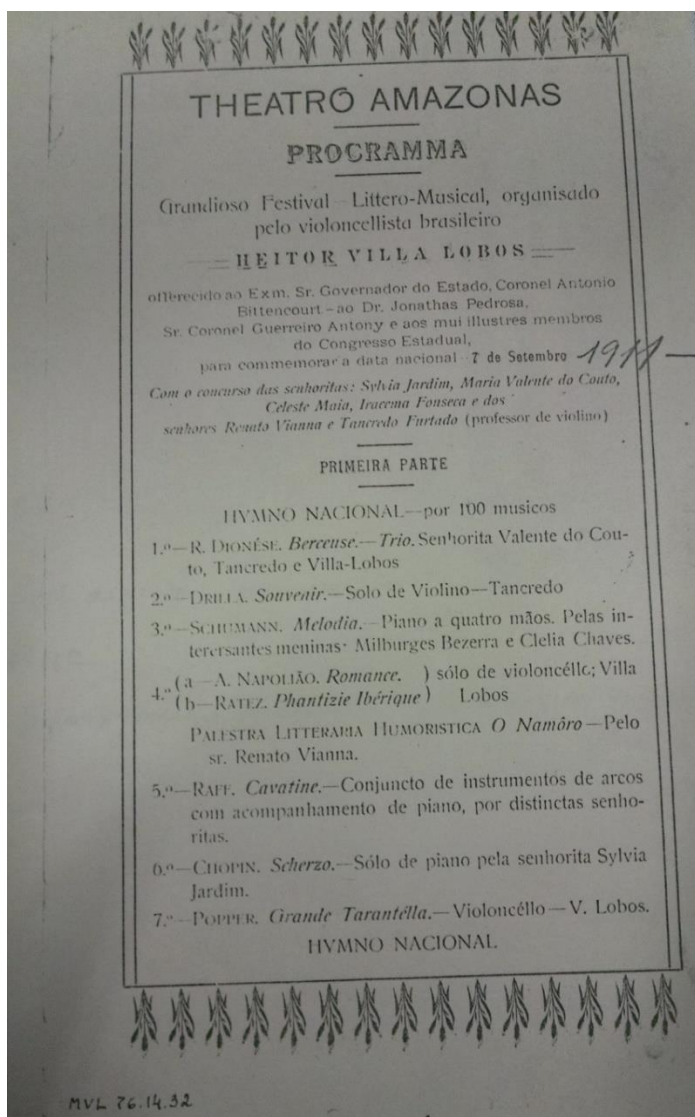 THEATRO AMAZONAS
PROGRAMMA
Grandioso Festival—Littero-Musical, organisado
pelo violoncellista brasileiro
HEITOR VILLA LOBOS
offerecido ao Exm. Sr. Governador do Estado, Coronel Antonio
Bittencourt—ao Dr. Jonathas Pedrosa,
Sr. Coronel Guerreiro Antony e aos mui illustres membros
do Congresso Estadual,
para commemorar a data nacional—7 de Setembro 1911—
Com o concurso das senhoritas: Sylvia Jardim, Maria Valente do Couto,
Celeste Maia, Iracema Fonseca e dos
senhores Renato Vianna e Tancredo Furtado (professor de violino)
PRIMEIRA PARTE
HYMNO NACIONAL—por 100 musicos
1.º—R. DIONÉSE. Berceuse.—Trio. Senhorita Valente do Cou-
to, Tancredo e Villa-Lobos
2.º—DRILLA. Souvenir.—Solo de Violino—Tancredo
3.º—SCHUMANN. Melodia.—Piano a quatro mãos. Pelas in-
terersantes meninas: Milburges Bezerra e Clelia Chaves.
4.º (a—A. NAPOLIÃO. Romance. ) sólo de violoncéllo; Villa
(b—RATEZ. Phantizie Ibérique) Lobos
PALESTRA LITTERARIA HUMORISTICA O Namôro—Pelo
sr. Renato Vianna.
5.º—RAFF. Cavatine.—Conjuncto de instrumentos de arcos
com acompanhamento de piano, por distinctas senho-
ritas.
6.º—CHOPIN. Scherzo.—Sólo de piano pela senhorita Sylvia
Jardim.
7.º—POPPER. Grande Tarantélla.—Violoncéllo—V. Lobos.
HYMNO NACIONAL
MVL 76.14.32